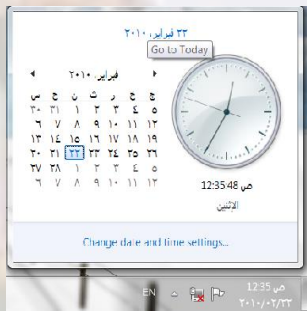 ٢٢ فبراير، ٢٠١٠
Go to Today
فبراير، ٢٠١٠
س ح ن ث ر خ ج
٣٠ ٣١ ١ ٢ ٣ ٤ ٥
٦ ٧ ٨ ٩ ١٠ ١١ ١٢
١٣ ١٤ ١٥ ١٦ ١٧ ١٨ ١٩
٢٠ ٢١ ٢٢ ٢٣ ٢٤ ٢٥ ٢٦
٢٧ ٢٨ ١ ٢ ٣ ٤ ٥
٦ ٧ ٨ ٩ ١٠ ١١ ١٢
12:35:48 ص
الإثنين
Change date and time settings...
EN
12:35 ص
٢٠١٠/٠٢/٢٢